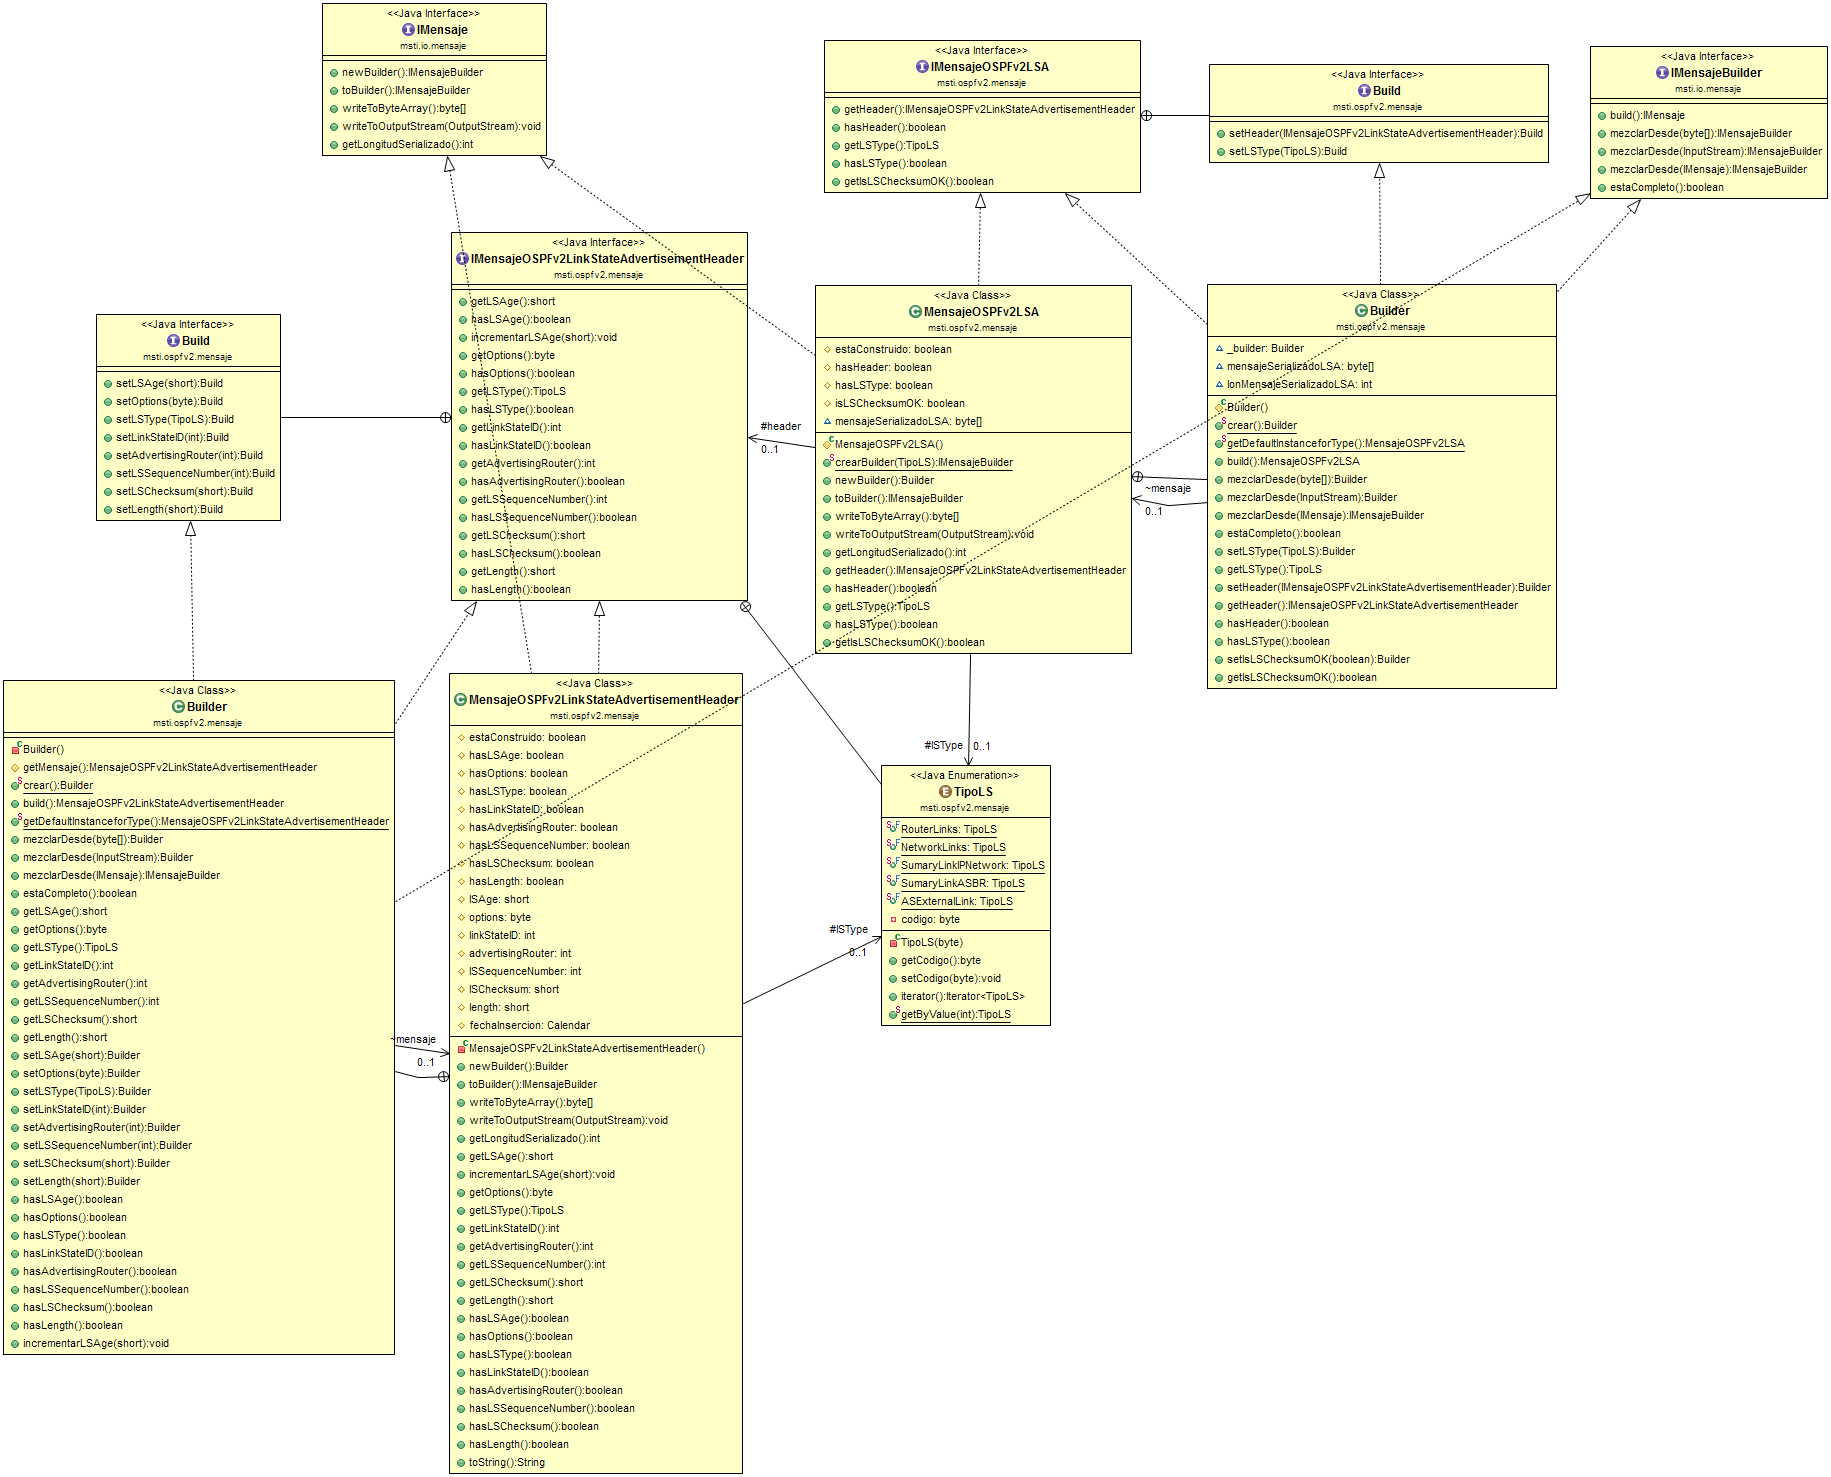 <<Java Interface>>
IMensaje
msti.io.mensaje
newBuilder():IMensajeBuilder
toBuilder():IMensajeBuilder
writeToByteArray():byte[]
writeToOutputStream(OutputStream):void
getLongitudSerializado():int
<<Java Interface>>
IMensajeOSPFv2LSA
msti.ospfv2.mensaje
getHeader():IMensajeOSPFv2LinkStateAdvertisementHeader
hasHeader():boolean
getLSType():TipoLS
hasLSType():boolean
getIsLSChecksumOK():boolean
<<Java Interface>>
Build
msti.ospfv2.mensaje
setHeader(IMensajeOSPFv2LinkStateAdvertisementHeader):Build
setLSType(TipoLS):Build
<<Java Interface>>
IMensajeBuilder
msti.io.mensaje
build():IMensaje
mezclarDesde(byte[]):IMensajeBuilder
mezclarDesde(InputStream):IMensajeBuilder
mezclarDesde(IMensaje):IMensajeBuilder
estaCompleto():boolean
<<Java Interface>>
Build
msti.ospfv2.mensaje
setLSAge(short):Build
setOptions(byte):Build
setLSType(TipoLS):Build
setLinkStateID(int):Build
setAdvertisingRouter(int):Build
setLSSequenceNumber(int):Build
setLSChecksum(short):Build
setLength(short):Build
<<Java Interface>>
IMensajeOSPFv2LinkStateAdvertisementHeader
msti.ospfv2.mensaje
getLSAge():short
hasLSAge():boolean
incrementarLSAge(short):void
getOptions():byte
hasOptions():boolean
getLSType():TipoLS
hasLSType():boolean
getLinkStateID():int
hasLinkStateID():boolean
getAdvertisingRouter():int
hasAdvertisingRouter():boolean
getLSSequenceNumber():int
hasLSSequenceNumber():boolean
getLSChecksum():short
hasLSChecksum():boolean
getLength():short
hasLength():boolean
#header
0..1
<<Java Class>>
MensajeOSPFv2LSA
msti.ospfv2.mensaje
estaConstruido: boolean
hasHeader: boolean
hasLSType: boolean
isLSChecksumOK: boolean
mensajeSerializadoLSA: byte[]
MensajeOSPFv2LSA()
crearBuilder(TipoLS):IMensajeBuilder
newBuilder():Builder
toBuilder():IMensajeBuilder
writeToByteArray():byte[]
writeToOutputStream(OutputStream):void
getLongitudSerializado():int
getHeader():IMensajeOSPFv2LinkStateAdvertisementHeader
hasHeader():boolean
getLSType():TipoLS
hasLSType():boolean
getIsLSChecksumOK():boolean
~mensaje
0..1
<<Java Class>>
Builder
msti.ospfv2.mensaje
_builder: Builder
mensajeSerializadoLSA: byte[]
lonMensajeSerializadoLSA: int
Builder()
crear():Builder
getDefaultInstanceforType():MensajeOSPFv2LSA
build():MensajeOSPFv2LSA
mezclarDesde(byte[]):Builder
mezclarDesde(InputStream):Builder
mezclarDesde(IMensaje):IMensajeBuilder
estaCompleto():boolean
setLSType(TipoLS):Builder
getLSType():TipoLS
setHeader(IMensajeOSPFv2LinkStateAdvertisementHeader):Builder
getHeader():IMensajeOSPFv2LinkStateAdvertisementHeader
hasHeader():boolean
hasLSType():boolean
setIsLSChecksumOK(boolean):Builder
getIsLSChecksumOK():boolean
<<Java Class>>
Builder
msti.ospfv2.mensaje
Builder()
getMensaje():MensajeOSPFv2LinkStateAdvertisementHeader
crear():Builder
build():MensajeOSPFv2LinkStateAdvertisementHeader
getDefaultInstanceforType():MensajeOSPFv2LinkStateAdvertisementHeader
mezclarDesde(byte[]):Builder
mezclarDesde(InputStream):Builder
mezclarDesde(IMensaje):IMensajeBuilder
estaCompleto():boolean
getLSAge():short
getOptions():byte
getLSType():TipoLS
getLinkStateID():int
getAdvertisingRouter():int
getLSSequenceNumber():int
getLSChecksum():short
getLength():short
setLSAge(short):Builder
setOptions(byte):Builder
setLSType(TipoLS):Builder
setLinkStateID(int):Builder
setAdvertisingRouter(int):Builder
setLSSequenceNumber(int):Builder
setLSChecksum(short):Builder
setLength(short):Builder
hasLSAge():boolean
hasOptions():boolean
hasLSType():boolean
hasLinkStateID():boolean
hasAdvertisingRouter():boolean
hasLSSequenceNumber():boolean
hasLSChecksum():boolean
hasLength():boolean
incrementarLSAge(short):void
~mensaje
0..1
<<Java Class>>
MensajeOSPFv2LinkStateAdvertisementHeader
msti.ospfv2.mensaje
estaConstruido: boolean
hasLSAge: boolean
hasOptions: boolean
hasLSType: boolean
hasLinkStateID: boolean
hasAdvertisingRouter: boolean
hasLSSequenceNumber: boolean
hasLSChecksum: boolean
hasLength: boolean
lSAge: short
options: byte
linkStateID: int
advertisingRouter: int
lSSequenceNumber: int
lSChecksum: short
length: short
fechaInsercion: Calendar
MensajeOSPFv2LinkStateAdvertisementHeader()
newBuilder():Builder
toBuilder():IMensajeBuilder
writeToByteArray():byte[]
writeToOutputStream(OutputStream):void
getLongitudSerializado():int
getLSAge():short
incrementarLSAge(short):void
getOptions():byte
getLSType():TipoLS
getLinkStateID():int
getAdvertisingRouter():int
getLSSequenceNumber():int
getLSChecksum():short
getLength():short
hasLSAge():boolean
hasOptions():boolean
hasLSType():boolean
hasLinkStateID():boolean
hasAdvertisingRouter():boolean
hasLSSequenceNumber():boolean
hasLSChecksum():boolean
hasLength():boolean
toString():String
#lSType
0..1
#lSType
0..1
<<Java Enumeration>>
TipoLS
msti.ospfv2.mensaje
RouterLinks: TipoLS
NetworkLinks: TipoLS
SumaryLinkIPNetwork: TipoLS
SumaryLinkASBR: TipoLS
ASExternalLink: TipoLS
codigo: byte
TipoLS(byte)
getCodigo():byte
setCodigo(byte):void
iterator():Iterator<TipoLS>
getByValue(int):TipoLS